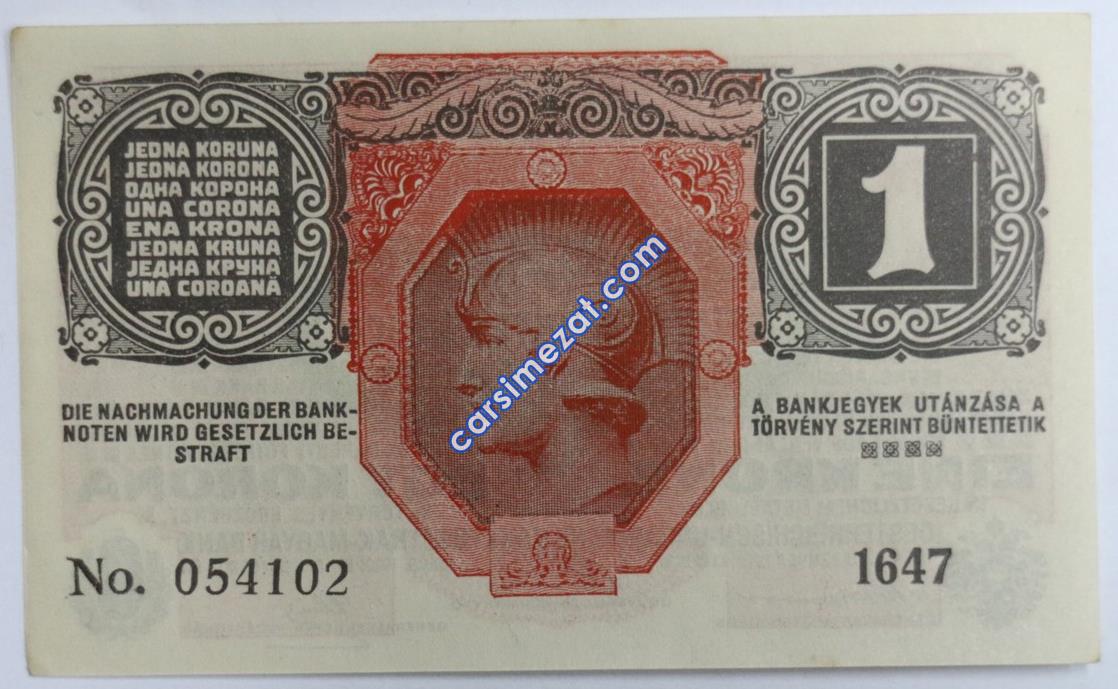 JEDNA KORUNA
JEDNA KORONA
ОДНА КОРОНА
UNA CORONA
ENA KRONA
JEDNA KRUNA
ЈЕДНА КРУНА
UNA COROANĂ
1
carsimezat.com
DIE NACHMACHUNG DER BANK-
NOTEN WIRD GESETZLICH BE-
STRAFT
A BANKJEGYEK UTÁNZÁSA A
TÖRVÉNY SZERINT BÜNTETTETIK
No. 054102
1647